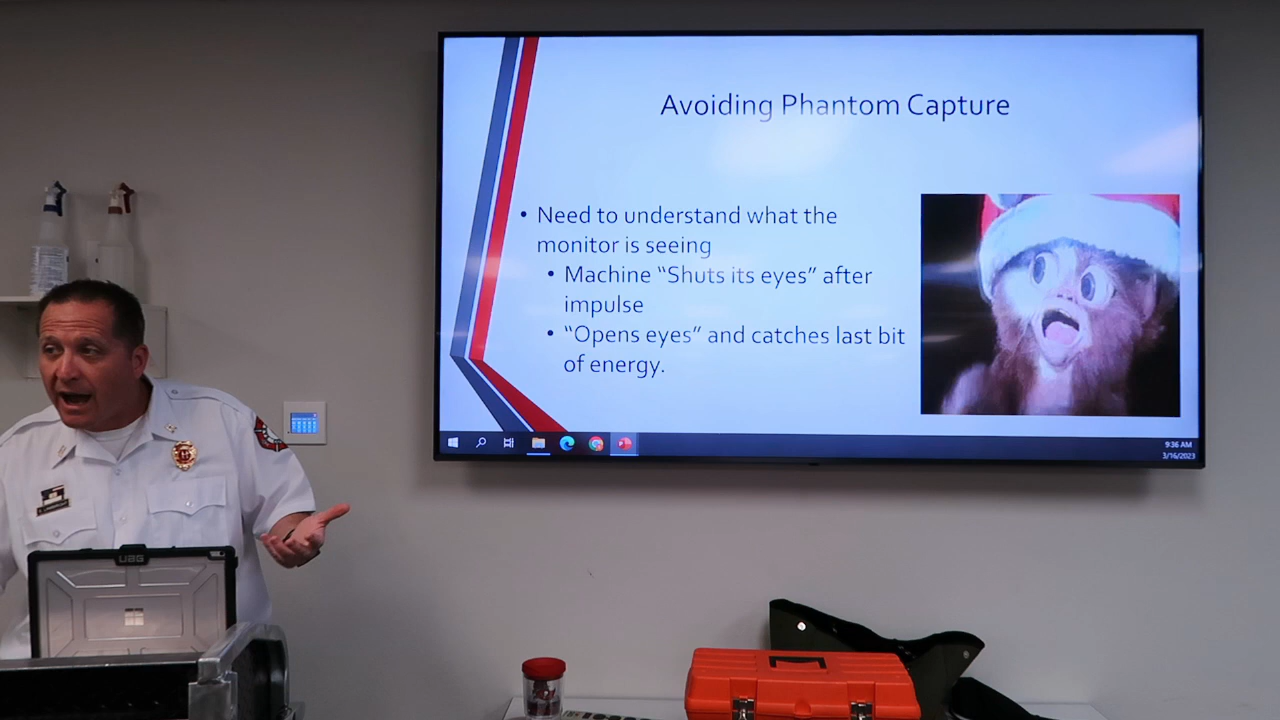 Avoiding Phantom Capture
• Need to understand what the
monitor is seeing
• Machine “Shuts its eyes” after
impulse
• “Opens eyes” and catches last bit
of energy.
9:36 AM
3/16/2023
UAG